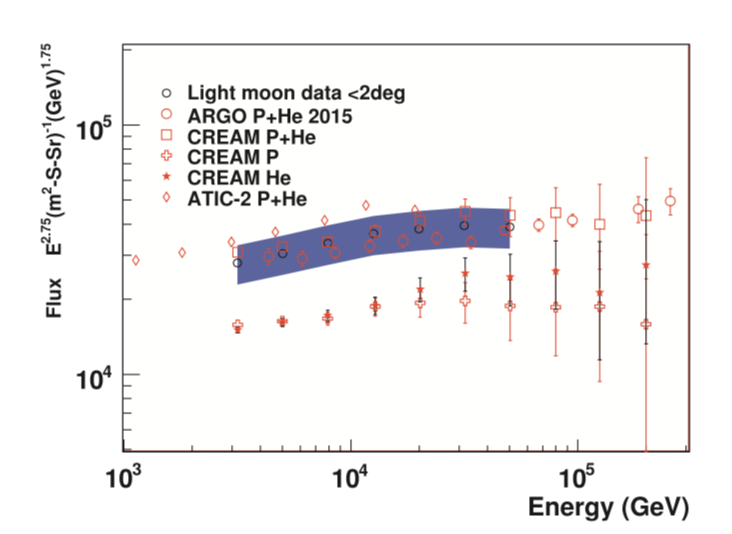 Flux E^2.75(m²-S-Sr)^-1(GeV)^1.75
10^5
10^4
Light moon data <2deg
ARGO P+He 2015
CREAM P+He
CREAM P
CREAM He
ATIC-2 P+He
10^3
10^4
10^5
Energy (GeV)